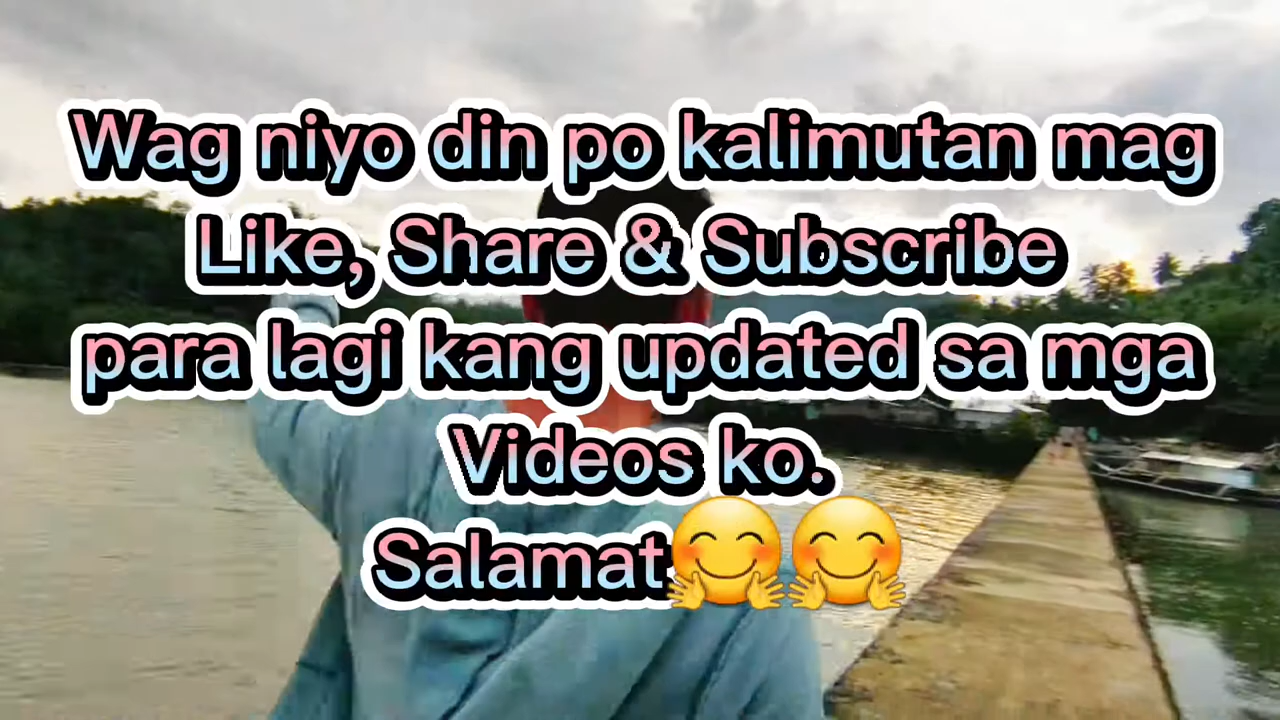 Wag niyo din po kalimutan mag
Like, Share & Subscribe
para lagi kang updated sa mga
Videos ko.
Salamat🤗🤗